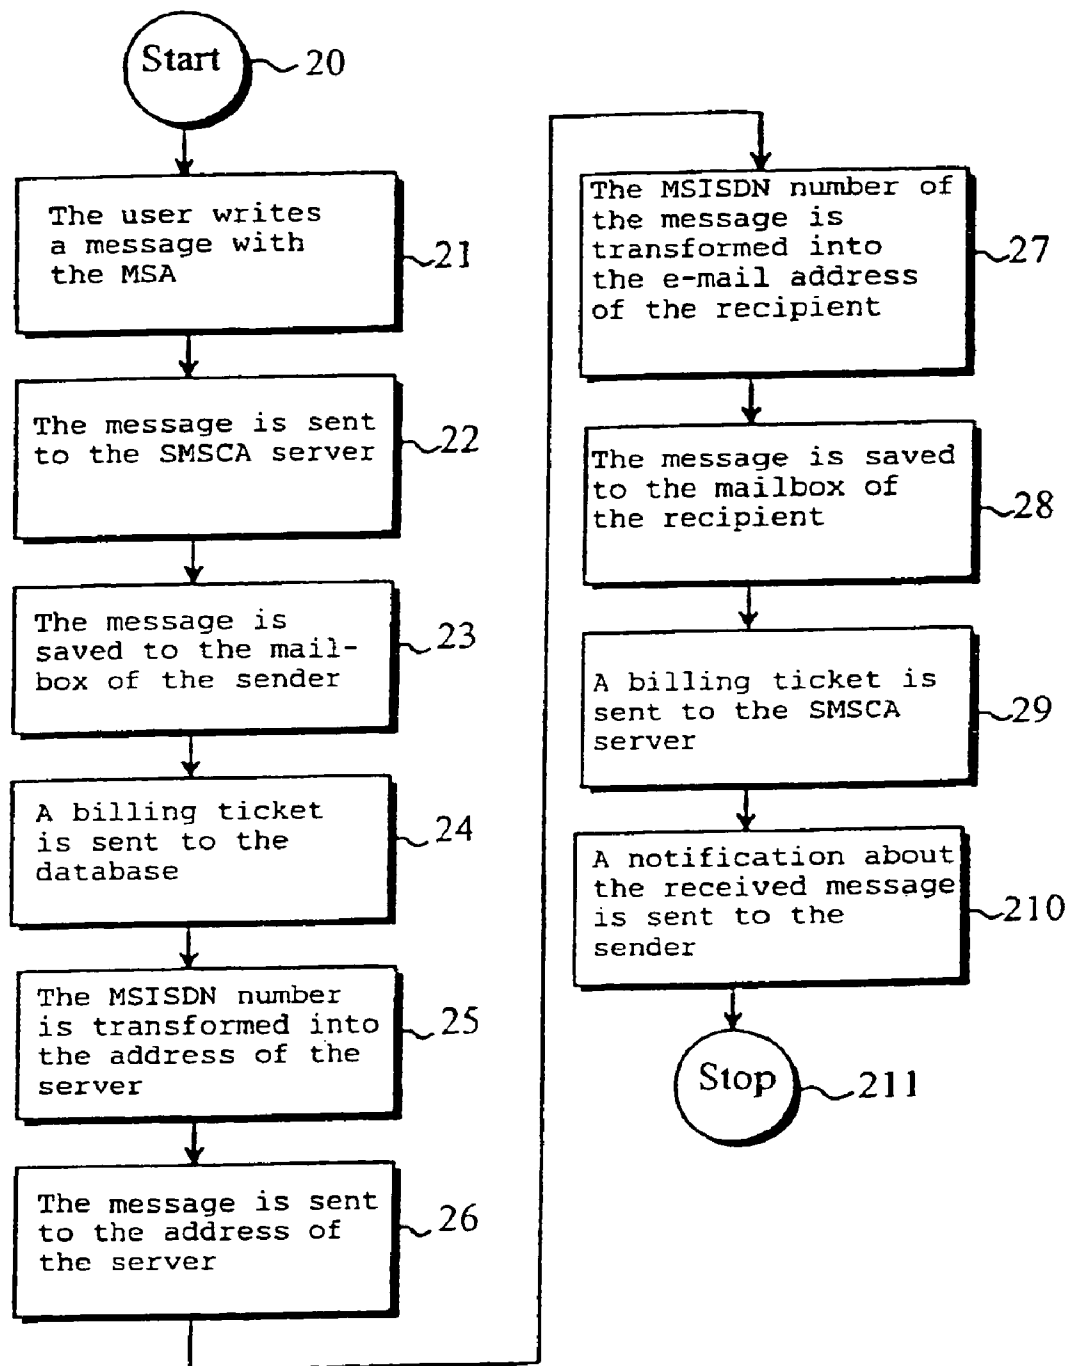 Start
20
The user writes
a message with
the MSA
21
The message is sent
to the SMSCA server
22
The message is
saved to the mail-
box of the sender
23
A billing ticket
is sent to the
database
24
The MSISDN number
is transformed into
the address of the
server
25
The message is sent
to the address of
the server
26
The MSISDN number of
the message is
transformed into
the e-mail address
of the recipient
27
The message is saved
to the mailbox of
the recipient
28
A billing ticket is
sent to the SMSCA
server
29
A notification about
the received message
is sent to the
sender
210
Stop
211